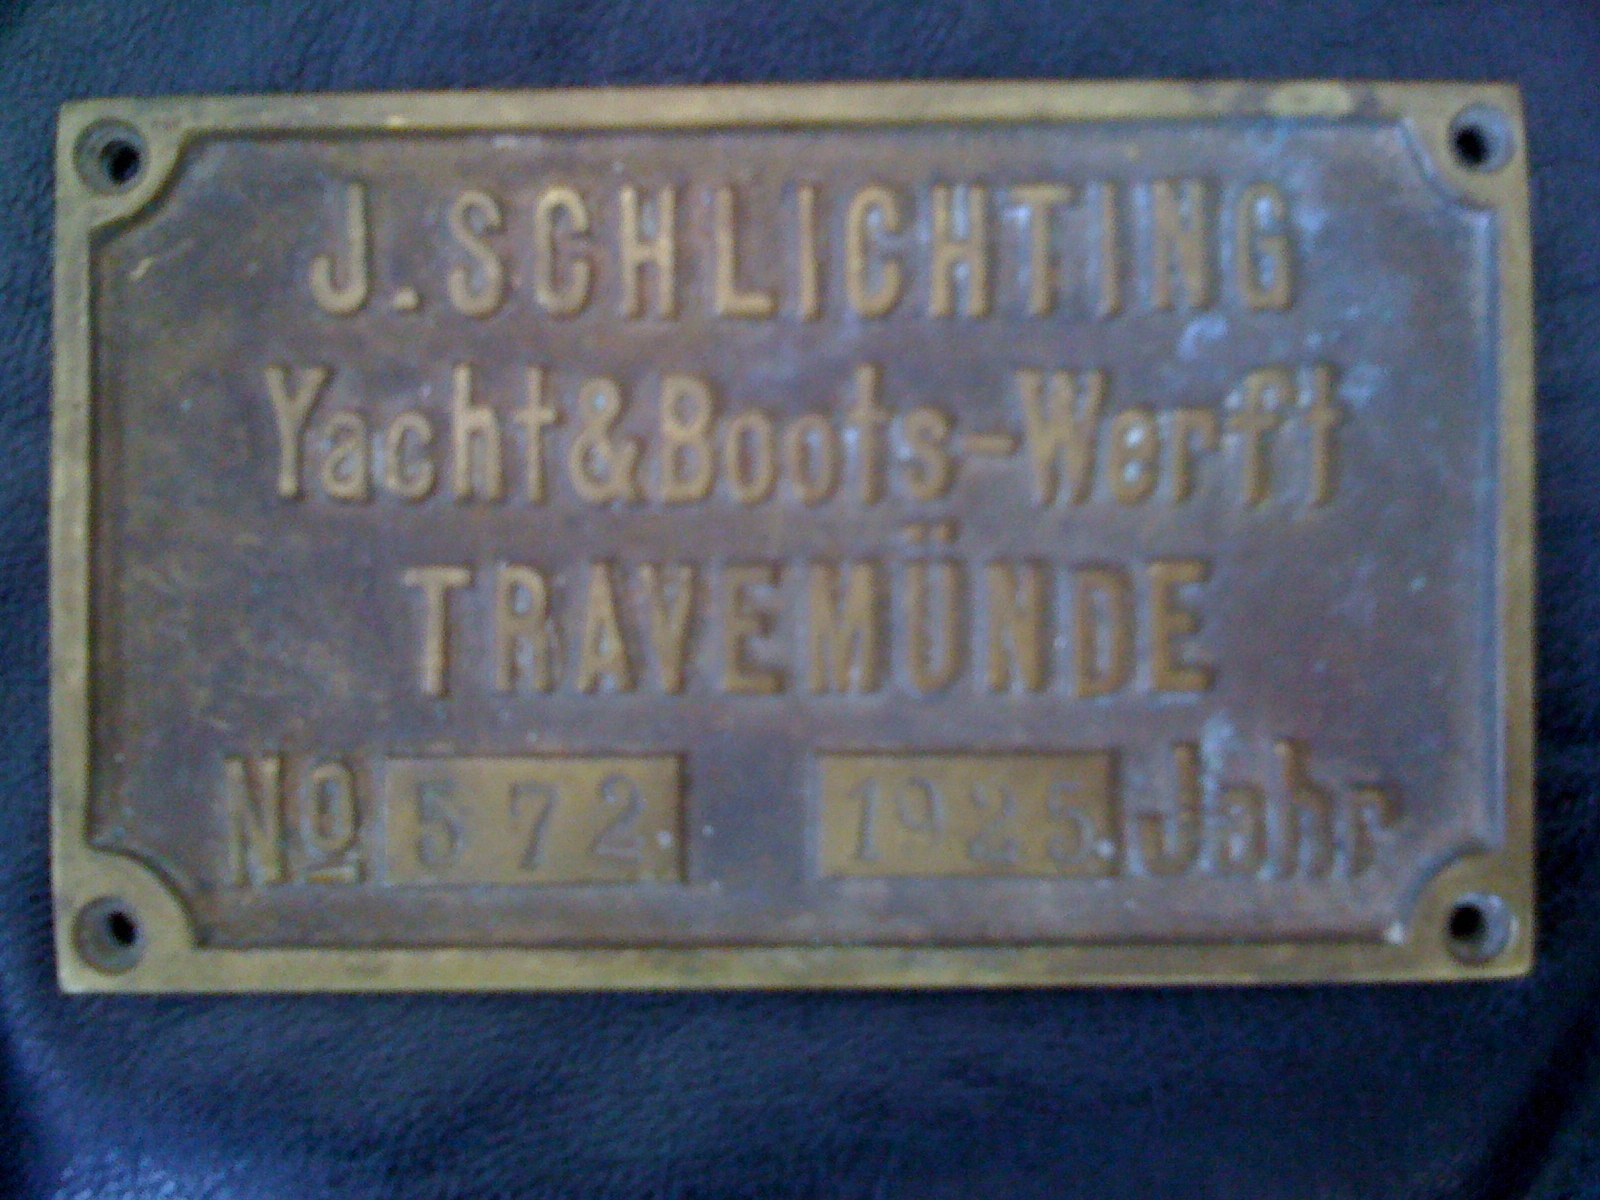 J. SCHLICHTING
Yacht & Boots-Werft
TRAVEMÜNDE
No 572 1925 Jahr